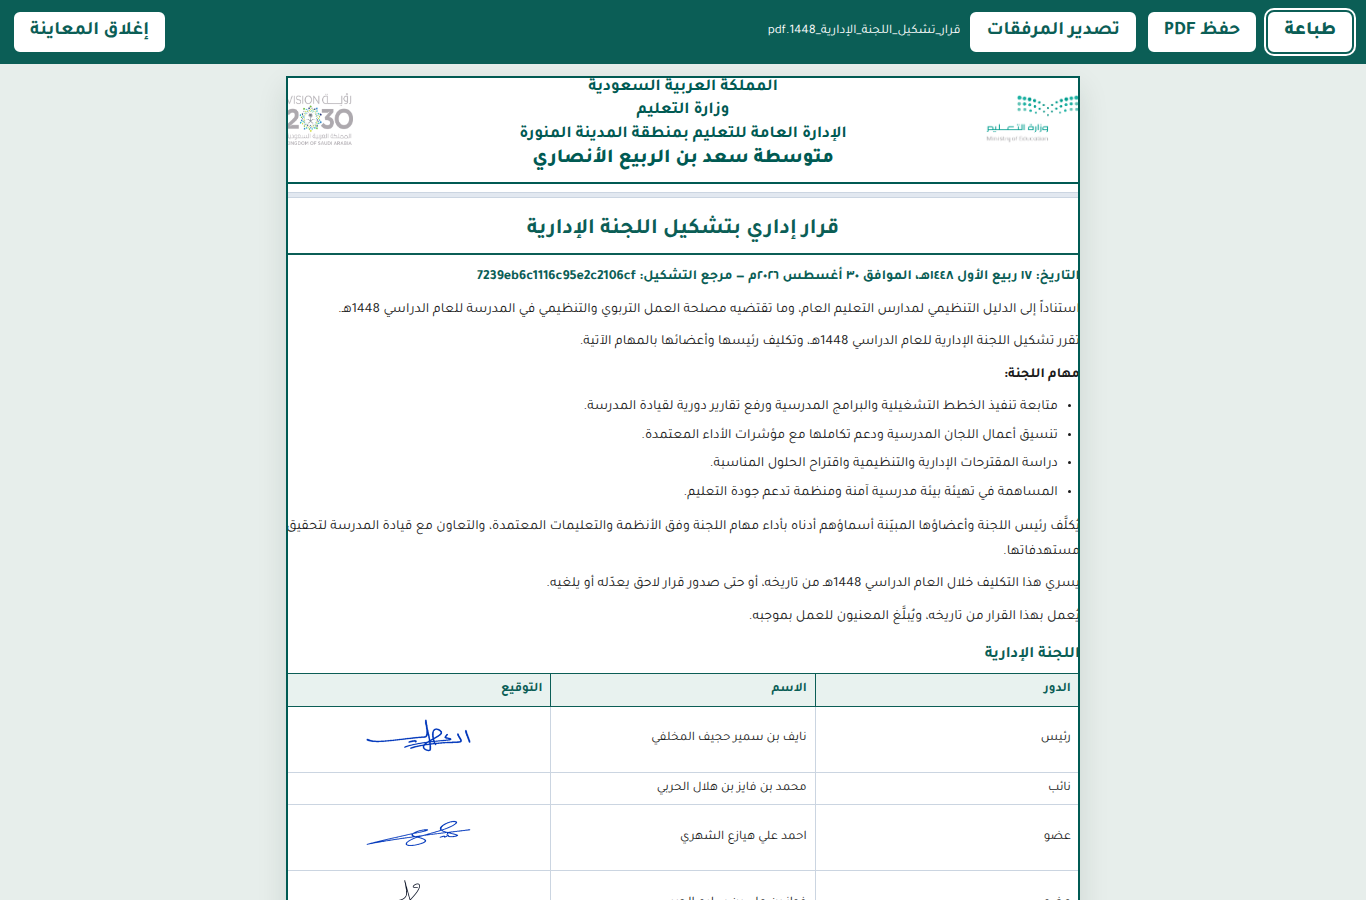 طباعة
حفظ PDF
تصدير المرفقات
قرار_تشكيل_اللجنة_الإدارية_1448.pdf
إغلاق المعاينة
المملكة العربية السعودية
وزارة التعليم
الإدارة العامة للتعليم بمنطقة المدينة المنورة
متوسطة سعد بن الربيع الأنصاري
وزارة التعليم
Ministry of Education
VISION رؤية
2030
المملكة العربية السعودية
KINGDOM OF SAUDI ARABIA
قرار إداري بتشكيل اللجنة الإدارية
التاريخ: ١٧ ربيع الأول ١٤٤٨هـ، الموافق ٣٠ أغسطس ٢٠٢٦م – مرجع التشكيل: 7239eb6c1116c95e2c2106cf
استناداً إلى الدليل التنظيمي لمدارس التعليم العام، وما تقتضيه مصلحة العمل التربوي والتنظيمي في المدرسة للعام الدراسي 1448هـ.
تقرر تشكيل اللجنة الإدارية للعام الدراسي 1448هـ، وتكليف رئيسها وأعضائها بالمهام الآتية.
مهام اللجنة:
• متابعة تنفيذ الخطط التشغيلية والبرامج المدرسية ورفع تقارير دورية لقيادة المدرسة.
• تنسيق أعمال اللجان المدرسية ودعم تكاملها مع مؤشرات الأداء المعتمدة.
• دراسة المقترحات الإدارية والتنظيمية واقتراح الحلول المناسبة.
• المساهمة في تهيئة بيئة مدرسية آمنة ومنظمة تدعم جودة التعليم.
يُكلَّف رئيس اللجنة وأعضاؤها المبيّنة أسماؤهم أدناه بأداء مهام اللجنة وفق الأنظمة والتعليمات المعتمدة، والتعاون مع قيادة المدرسة لتحقيق
مستهدفاتها.
يسري هذا التكليف خلال العام الدراسي 1448هـ من تاريخه، أو حتى صدور قرار لاحق يعدّله أو يلغيه.
يُعمل بهذا القرار من تاريخه، ويُبلَّغ المعنيون للعمل بموجبه.
اللجنة الإدارية
الدور الاسم التوقيع
رئيس نايف بن سمير حجيف المخلفي
نائب محمد بن فايز بن هلال الحربي
عضو احمد علي هيازع الشهري